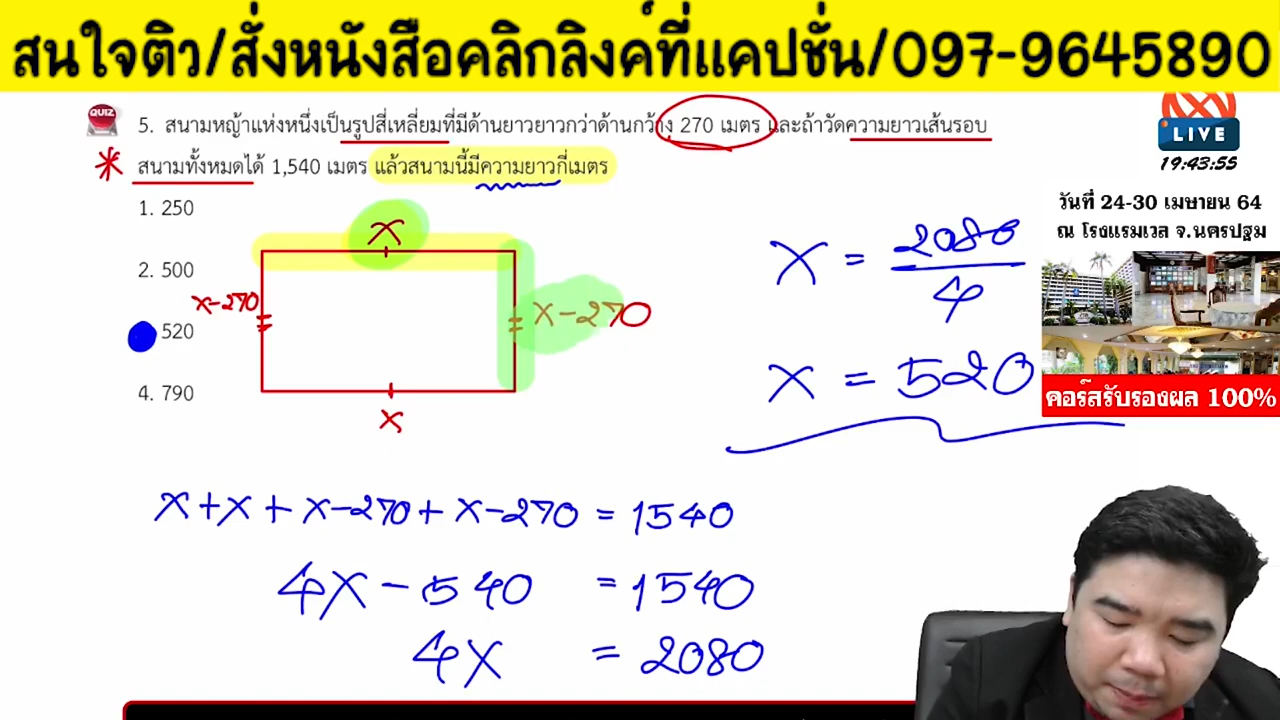 สนใจติว/สั่งหนังสือคลิกลิงค์ที่แคปชั่น/097-9645890
QUIZ
5. สนามหญ้าแห่งหนึ่งเป็นรูปสี่เหลี่ยมที่มีด้านยาวยาวกว่าด้านกว้าง 270 เมตร และถ้าวัดความยาวเส้นรอบ
สนามทั้งหมดได้ 1,540 เมตร แล้วสนามนี้มีความยาวกี่เมตร
1. 250
2. 500
520
4. 790
x
x-270
x-270
x
x = 2080/4
x = 520
x+x+x-270+x-270 = 1540
4x-540 = 1540
4x = 2080
LIVE
19:43:55
วันที่ 24-30 เมษายน 64
ณ โรงแรมเวล จ.นครปฐม
คอร์สรับรองผล 100%